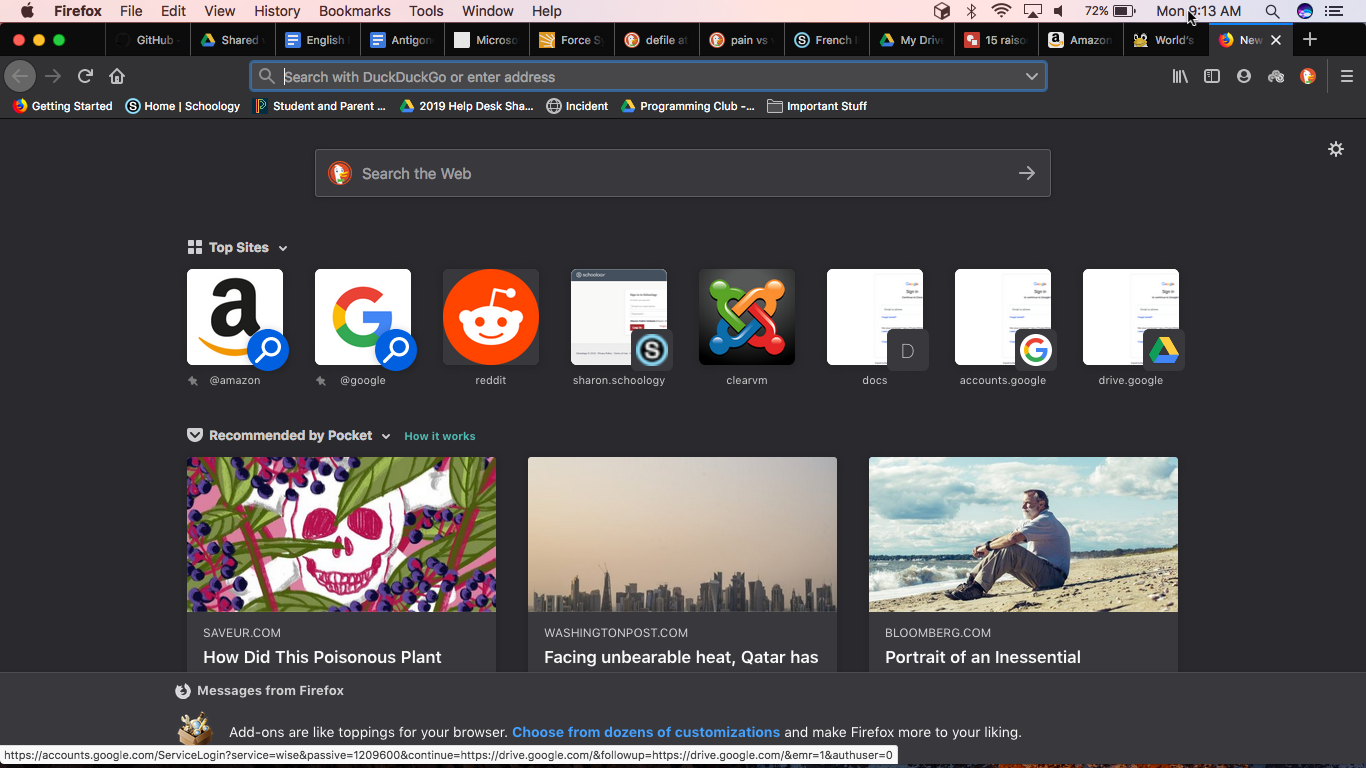 Firefox File Edit View History Bookmarks Tools Window Help 72% Mon 9:13 AM
GitHub Shared English Antigon Microso Force S defile a pain vs French I My Drive 15 raiso Amazon World's New
Search with DuckDuckGo or enter address
Getting Started Home | Schoology Student and Parent ... 2019 Help Desk Sha... Incident Programming Club -... Important Stuff
Search the Web
Top Sites
@amazon @google reddit sharon.schoology clearvm docs accounts.google drive.google
D
Recommended by Pocket How it works
SAVEUR.COM WASHINGTONPOST.COM BLOOMBERG.COM
How Did This Poisonous Plant Facing unbearable heat, Qatar has Portrait of an Inessential
Messages from Firefox
Add-ons are like toppings for your browser. Choose from dozens of customizations and make Firefox more to your liking.
https://accounts.google.com/ServiceLogin?service=wise&passive=1209600&continue=https://drive.google.com/&followup=https://drive.google.com/&emr=1&authuser=0